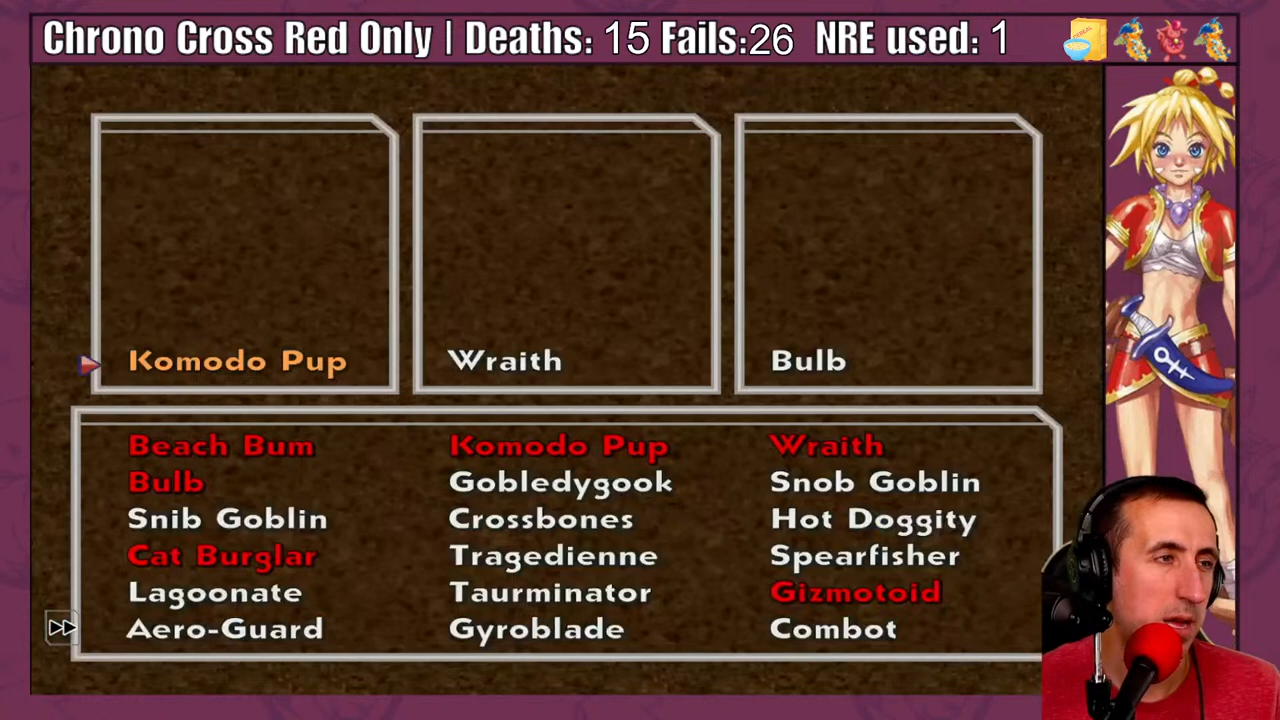 Chrono Cross Red Only | Deaths: 15 Fails:26 NRE used: 1
CEREAL
Komodo Pup Wraith Bulb
Beach Bum Komodo Pup Wraith
Bulb Gobledygook Snob Goblin
Snib Goblin Crossbones Hot Doggity
Cat Burglar Tragedienne Spearfisher
Lagoonate Taurminator Gizmotoid
Aero-Guard Gyroblade Combot